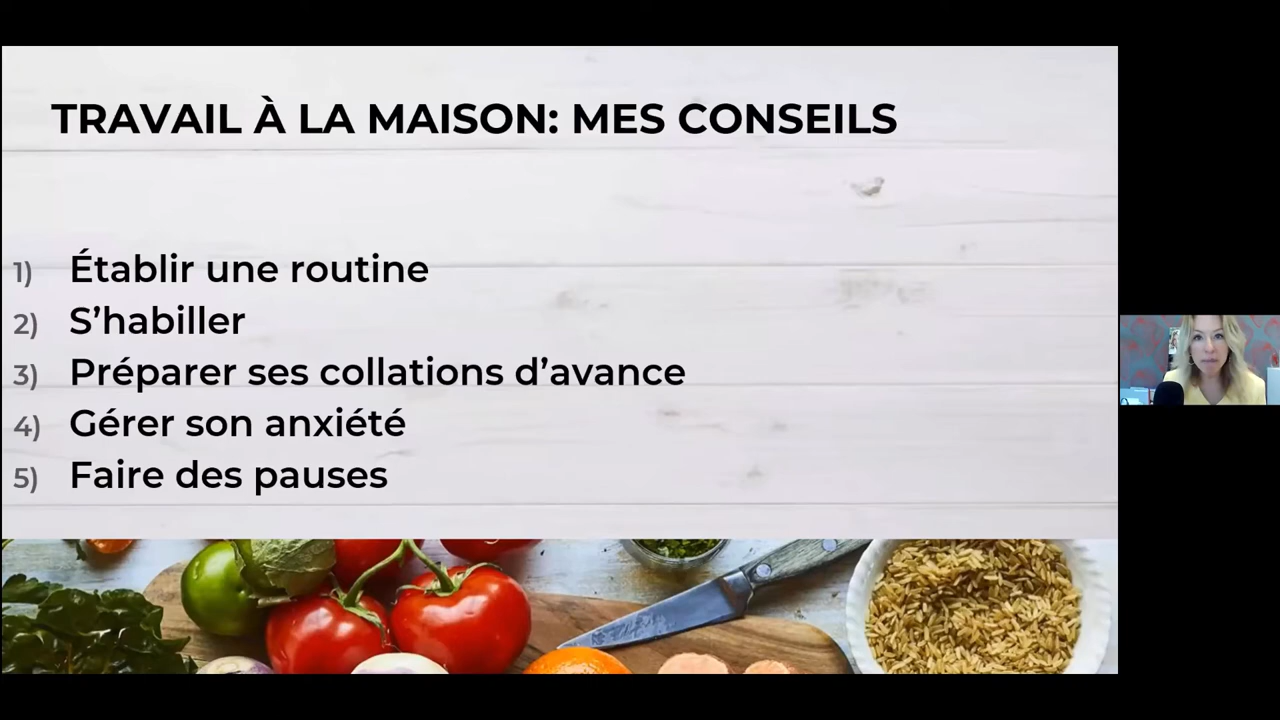 TRAVAIL À LA MAISON: MES CONSEILS
1) Établir une routine
2) S’habiller
3) Préparer ses collations d’avance
4) Gérer son anxiété
5) Faire des pauses